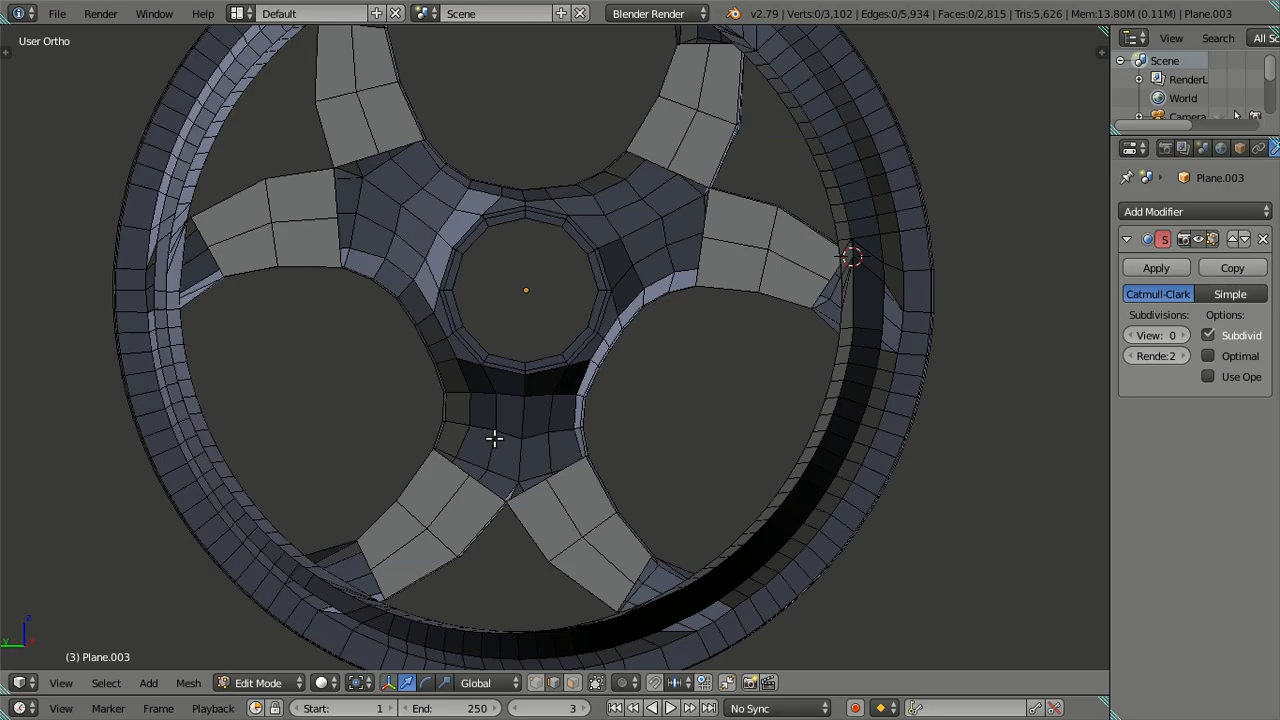 File Render Window Help Default Scene Blender Render v2.79 | Verts:0/3,102 | Edges:0/5,934 | Faces:0/2,815 | Tris:5,626 | Mem:13.80M (0.11M) | Plane.003
User Ortho
View Search All Sc
Scene
RenderL
World
Camera
Plane.003
Add Modifier
S
Apply Copy
Catmull-Clark Simple
Subdivisions: Options:
View: 0 Subdivid
Rende:2 Optimal
Use Ope
z
y x
(3) Plane.003
View Select Add Mesh Edit Mode Global
View Marker Frame Playback Start: 1 End: 250 3 No Sync